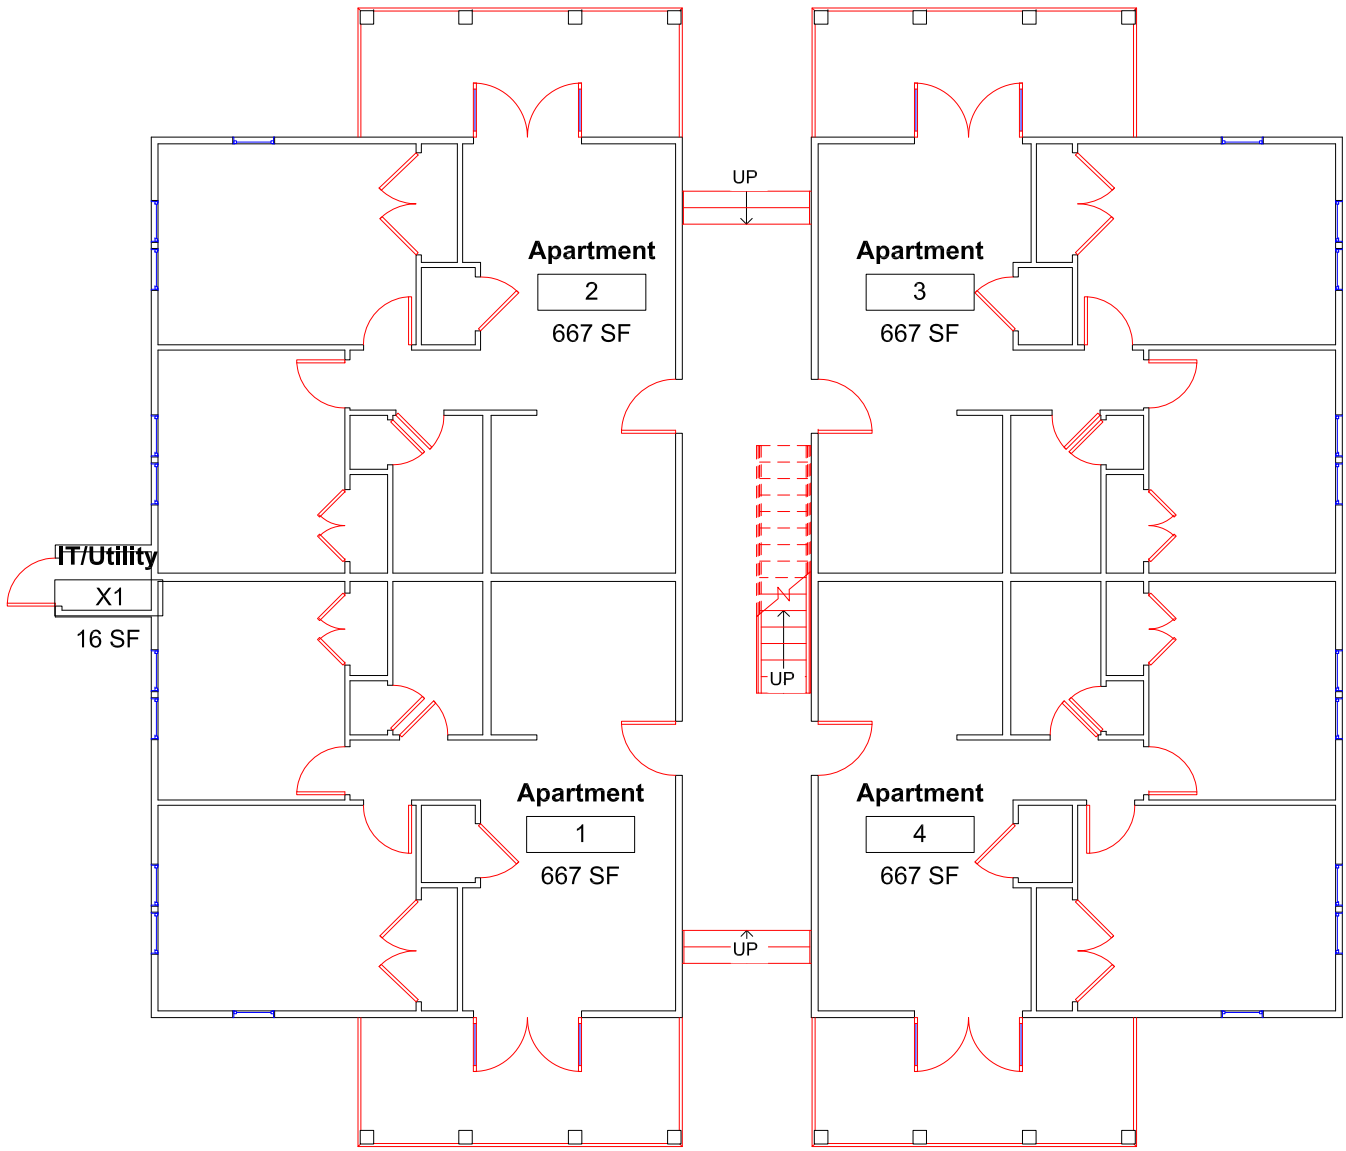 UP
Apartment
2
667 SF
Apartment
3
667 SF
IT/Utility
X1
16 SF
UP
Apartment
1
667 SF
Apartment
4
667 SF
UP